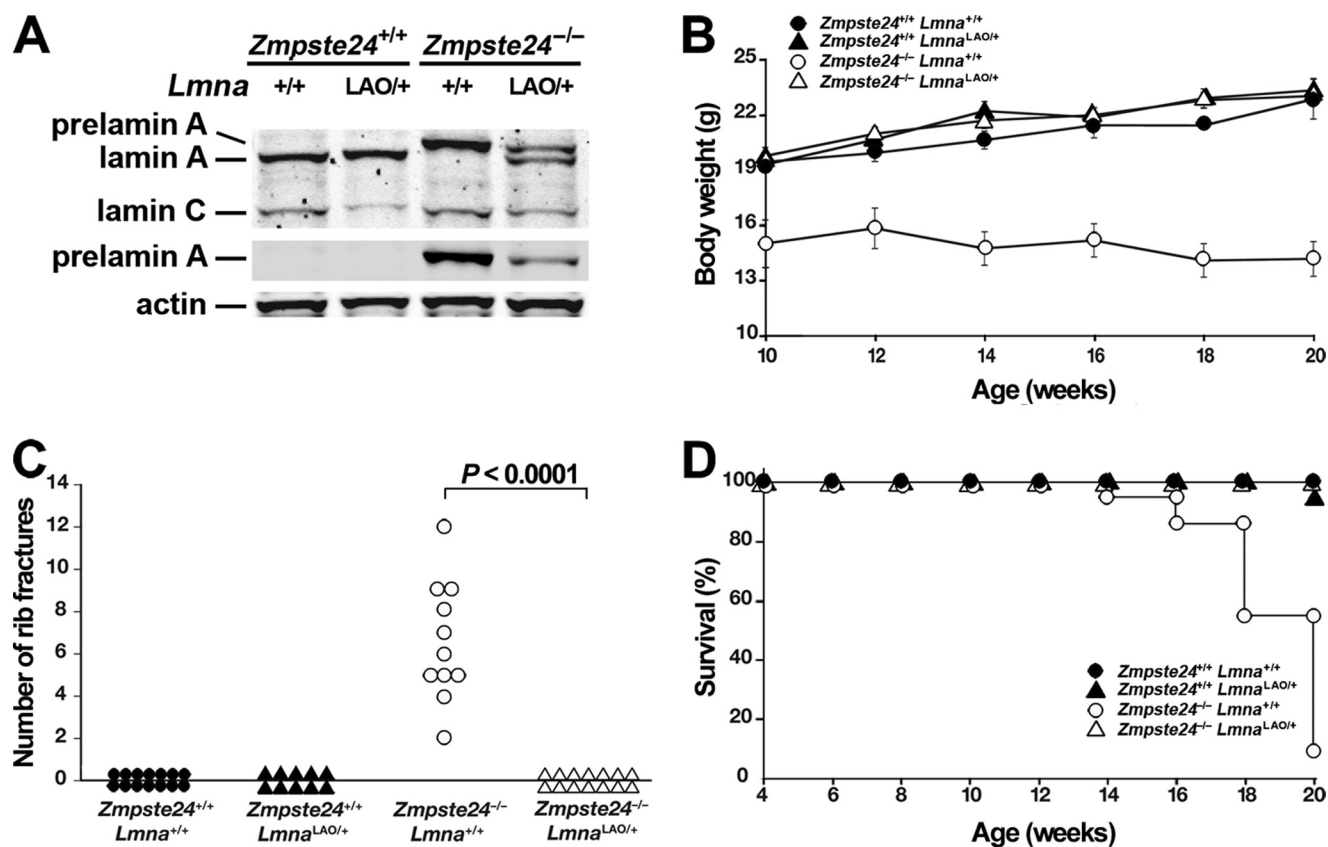 A
Zmpste24+/+ Zmpste24–/–
Lmna +/+ LAO/+ +/+ LAO/+
prelamin A
lamin A
lamin C
prelamin A
actin
B
Zmpste24+/+ Lmna+/+
Zmpste24+/+ LmnaLAO/+
Zmpste24–/– Lmna+/+
Zmpste24–/– LmnaLAO/+
Body weight (g)
25
22
19
16
13
10
10 12 14 16 18 20
Age (weeks)
C
P < 0.0001
Number of rib fractures
14
12
10
8
6
4
2
0
Zmpste24+/+ Zmpste24+/+ Zmpste24–/– Zmpste24–/–
Lmna+/+ LmnaLAO/+ Lmna+/+ LmnaLAO/+
D
Survival (%)
100
80
60
40
20
0
Zmpste24+/+ Lmna+/+
Zmpste24+/+ LmnaLAO/+
Zmpste24–/– Lmna+/+
Zmpste24–/– LmnaLAO/+
4 6 8 10 12 14 16 18 20
Age (weeks)